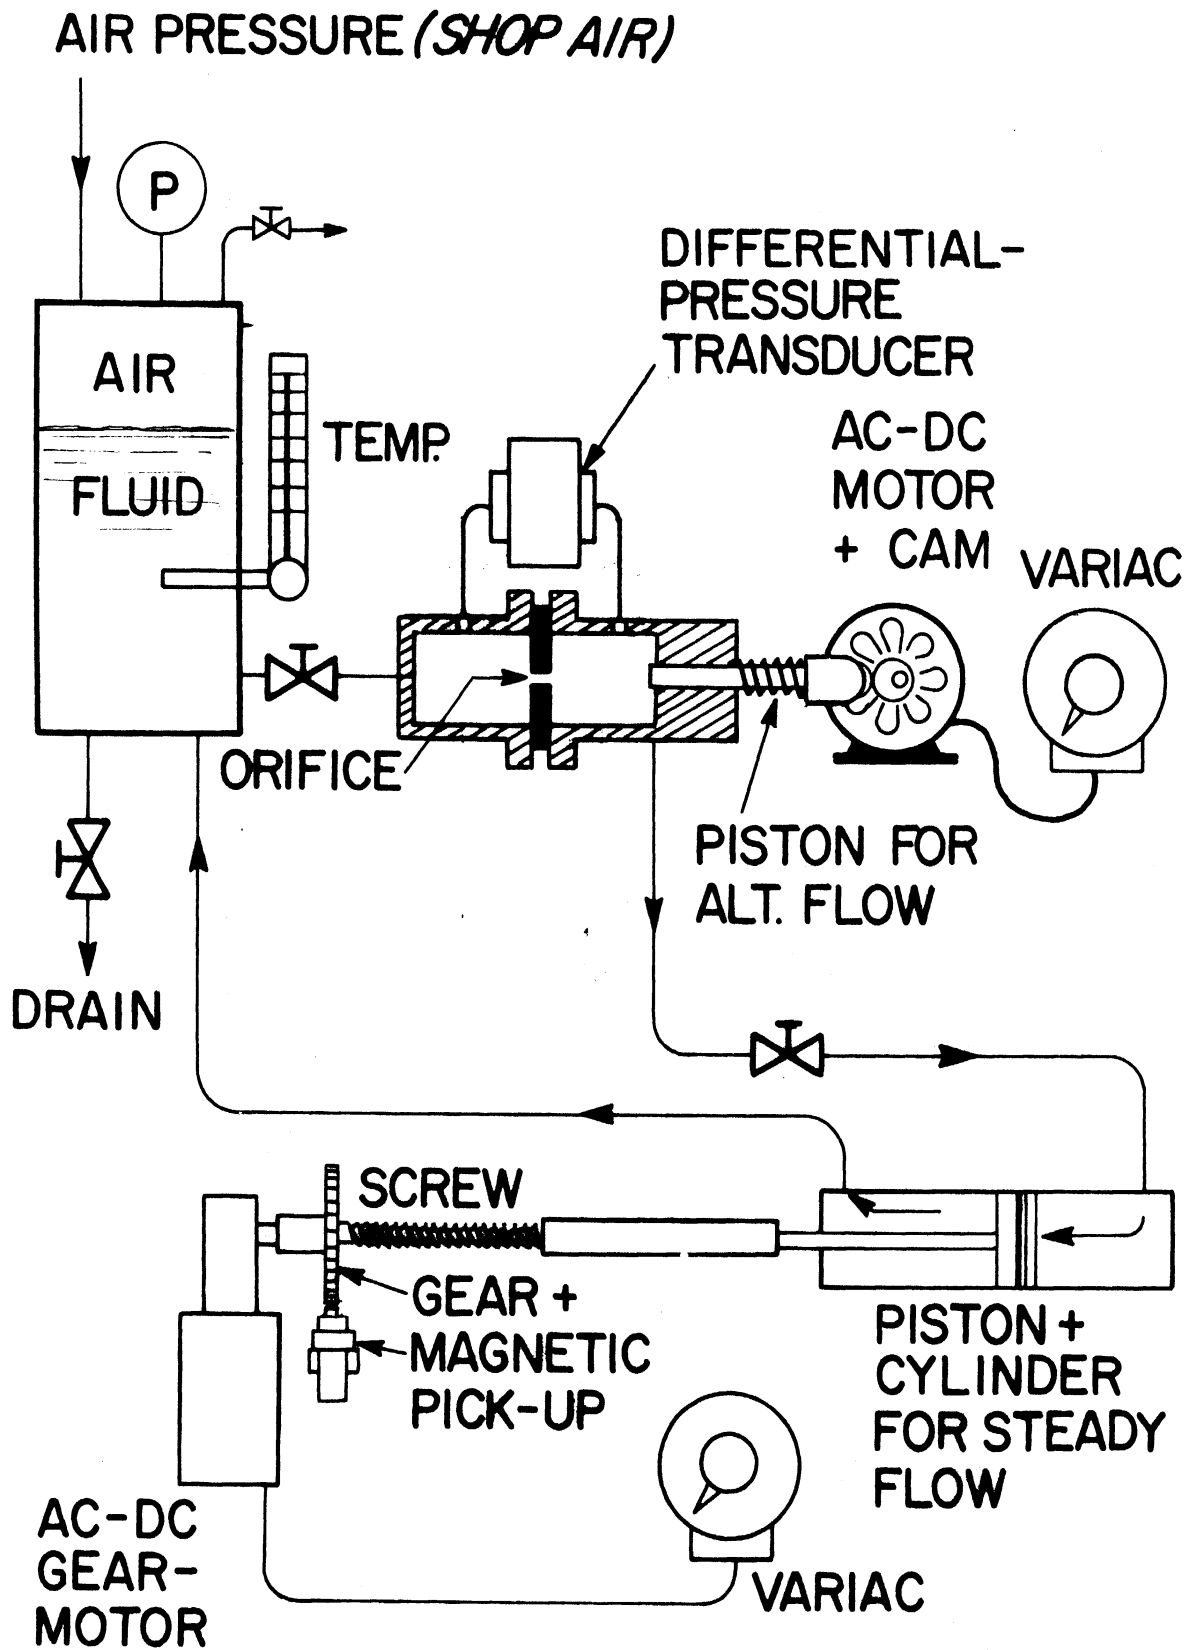 AIR PRESSURE (SHOP AIR)
P
AIR
FLUID
TEMP.
DIFFERENTIAL-
PRESSURE
TRANSDUCER
AC-DC
MOTOR
+ CAM
VARIAC
ORIFICE
PISTON FOR
ALT. FLOW
DRAIN
SCREW
GEAR +
MAGNETIC
PICK-UP
PISTON +
CYLINDER
FOR STEADY
FLOW
AC-DC
GEAR-
MOTOR
VARIAC